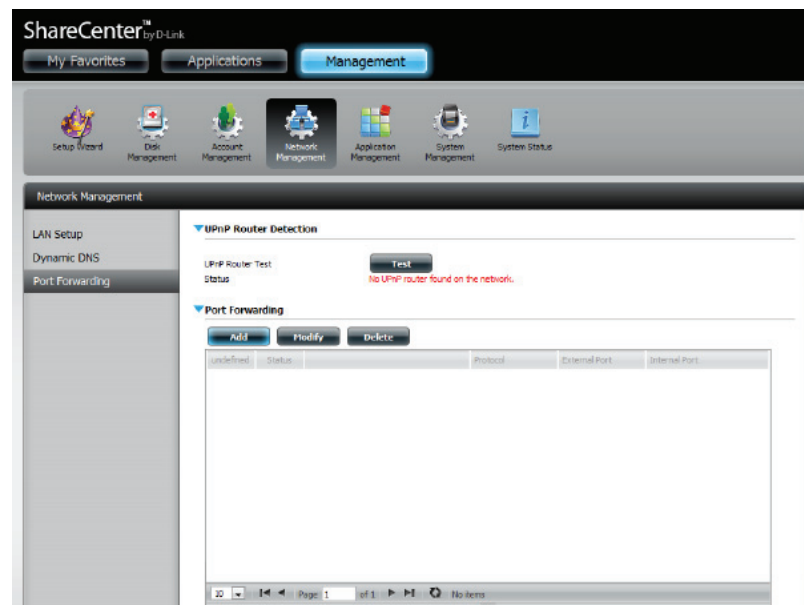 ShareCenter™ by D-Link
My Favorites Applications Management
Setup Wizard Disk Management Account Management Network Management Application Management System Management System Status
Network Management
LAN Setup
Dynamic DNS
Port Forwarding
UPnP Router Detection
UPnP Router Test Test
Status No UPnP router found on the network.
Port Forwarding
Add Modify Delete
undefined Status Protocol External Port Internal Port
10 Page 1 of 1 No items